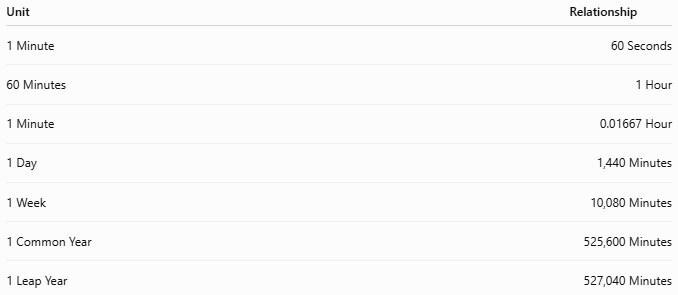 Unit Relationship
1 Minute 60 Seconds
60 Minutes 1 Hour
1 Minute 0.01667 Hour
1 Day 1,440 Minutes
1 Week 10,080 Minutes
1 Common Year 525,600 Minutes
1 Leap Year 527,040 Minutes